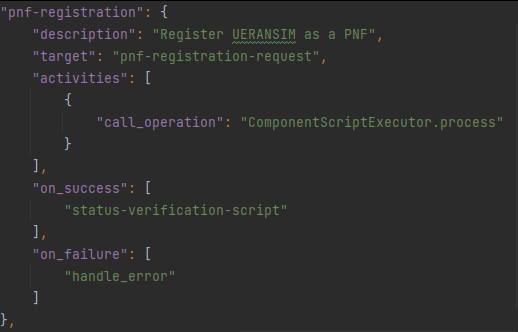 "pnf-registration": {
"description": "Register UERANSIM as a PNF",
"target": "pnf-registration-request",
"activities": [
{
"call_operation": "ComponentScriptExecutor.process"
}
],
"on_success": [
"status-verification-script"
],
"on_failure": [
"handle_error"
]
},